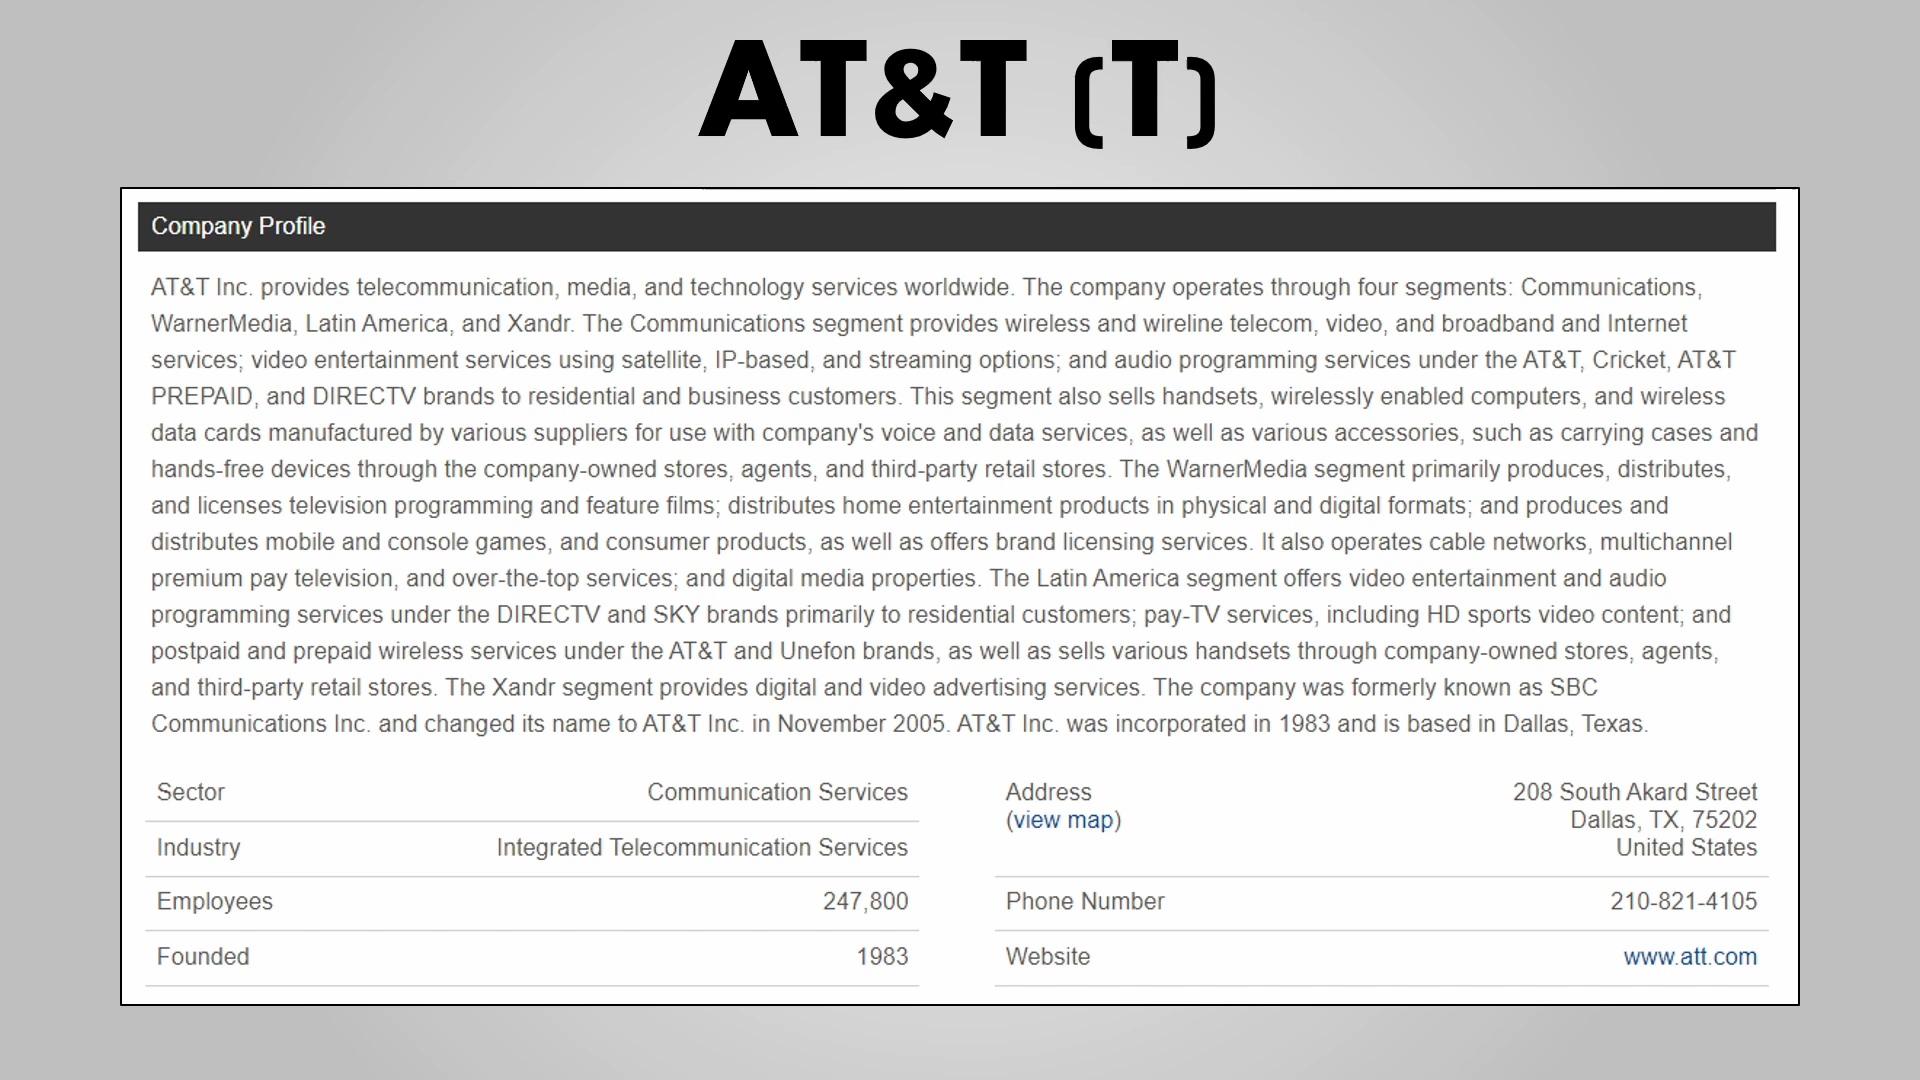 AT&T (T)
Company Profile
AT&T Inc. provides telecommunication, media, and technology services worldwide. The company operates through four segments: Communications,
WarnerMedia, Latin America, and Xandr. The Communications segment provides wireless and wireline telecom, video, and broadband and Internet
services; video entertainment services using satellite, IP-based, and streaming options; and audio programming services under the AT&T, Cricket, AT&T
PREPAID, and DIRECTV brands to residential and business customers. This segment also sells handsets, wirelessly enabled computers, and wireless
data cards manufactured by various suppliers for use with company's voice and data services, as well as various accessories, such as carrying cases and
hands-free devices through the company-owned stores, agents, and third-party retail stores. The WarnerMedia segment primarily produces, distributes,
and licenses television programming and feature films; distributes home entertainment products in physical and digital formats; and produces and
distributes mobile and console games, and consumer products, as well as offers brand licensing services. It also operates cable networks, multichannel
premium pay television, and over-the-top services; and digital media properties. The Latin America segment offers video entertainment and audio
programming services under the DIRECTV and SKY brands primarily to residential customers; pay-TV services, including HD sports video content; and
postpaid and prepaid wireless services under the AT&T and Unefon brands, as well as sells various handsets through company-owned stores, agents,
and third-party retail stores. The Xandr segment provides digital and video advertising services. The company was formerly known as SBC
Communications Inc. and changed its name to AT&T Inc. in November 2005. AT&T Inc. was incorporated in 1983 and is based in Dallas, Texas.
Sector Communication Services
Industry Integrated Telecommunication Services
Employees 247,800
Founded 1983
Address 208 South Akard Street
(view map) Dallas, TX, 75202
United States
Phone Number 210-821-4105
Website www.att.com